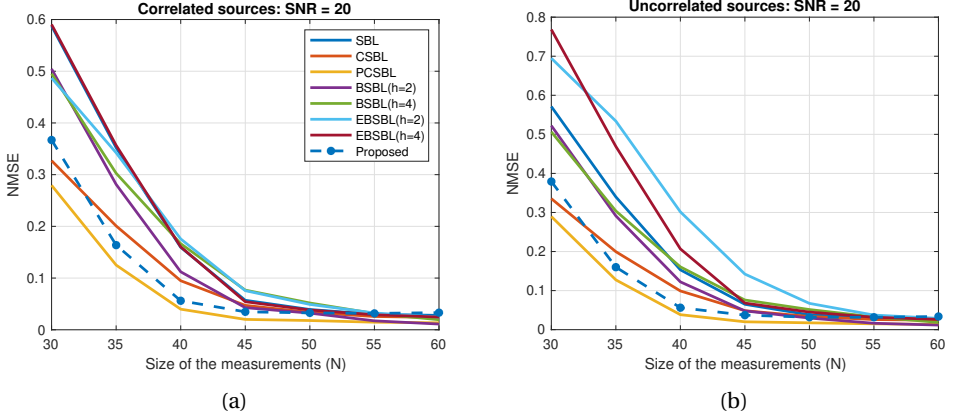 Correlated sources: SNR = 20
0.6
0.5
0.4
0.3
0.2
0.1
0
NMSE
SBL
CSBL
PCSBL
BSBL(h=2)
BSBL(h=4)
EBSBL(h=2)
EBSBL(h=4)
Proposed
30 35 40 45 50 55 60
Size of the measurements (N)
(a)
Uncorrelated sources: SNR = 20
0.8
0.7
0.6
0.5
0.4
0.3
0.2
0.1
0
NMSE
30 35 40 45 50 55 60
Size of the measurements (N)
(b)